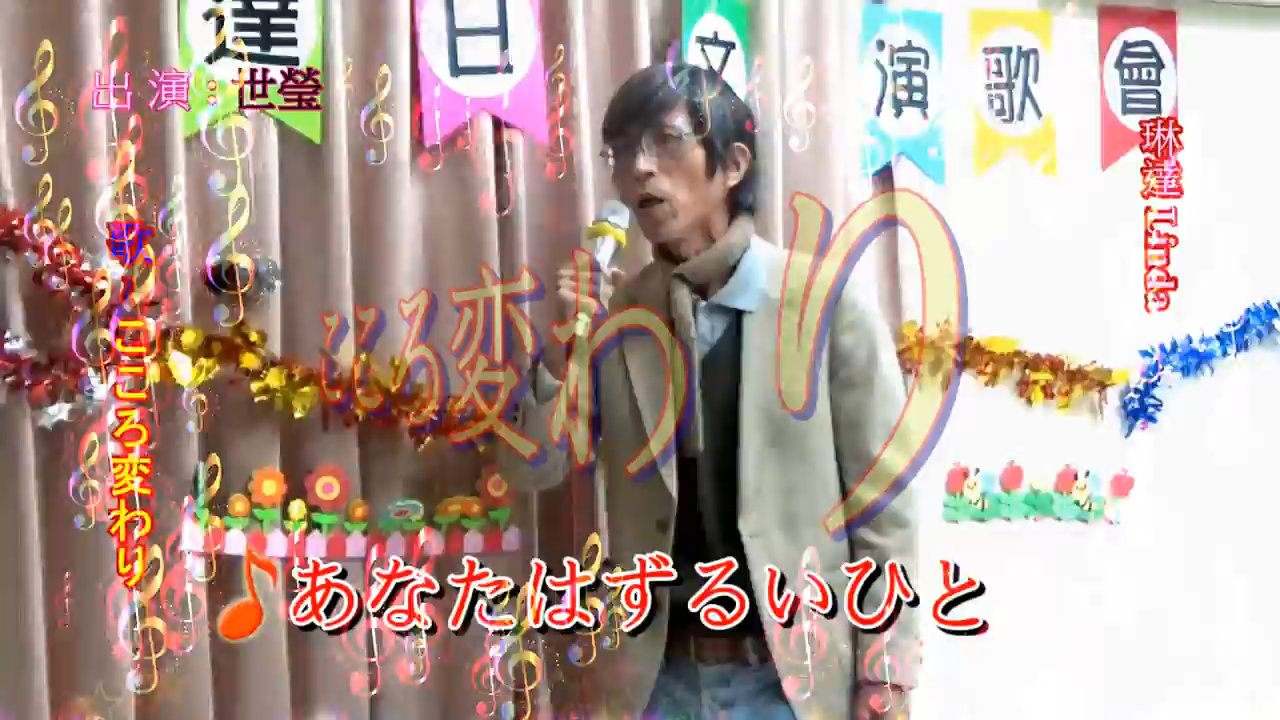 達日文演歌會
出演：世瑩
琳達 Linda
歌／こころ変わり
こころ変わり
♪あなたはずるいひと